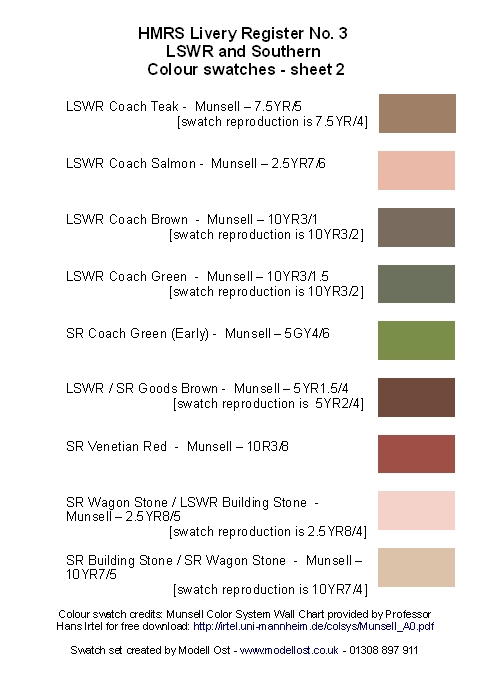 HMRS Livery Register No. 3
LSWR and Southern
Colour swatches - sheet 2
LSWR Coach Teak - Munsell – 7.5YR/5
[swatch reproduction is 7.5YR/4]
LSWR Coach Salmon - Munsell – 2.5YR7/6
LSWR Coach Brown - Munsell – 10YR3/1
[swatch reproduction is 10YR3/2]
LSWR Coach Green - Munsell – 10YR3/1.5
[swatch reproduction is 10YR3/2]
SR Coach Green (Early) - Munsell – 5GY4/6
LSWR / SR Goods Brown - Munsell – 5YR1.5/4
[swatch reproduction is 5YR2/4]
SR Venetian Red - Munsell – 10R3/8
SR Wagon Stone / LSWR Building Stone -
Munsell – 2.5YR8/5
[swatch reproduction is 2.5YR8/4]
SR Building Stone / SR Wagon Stone - Munsell –
10YR7/5
[swatch reproduction is 10YR7/4]
Colour swatch credits: Munsell Color System Wall Chart provided by Professor
Hans Irtel for free download: http://irtel.uni-mannheim.de/colsys/Munsell_A0.pdf
Swatch set created by Modell Ost - www.modellost.co.uk - 01308 897 911